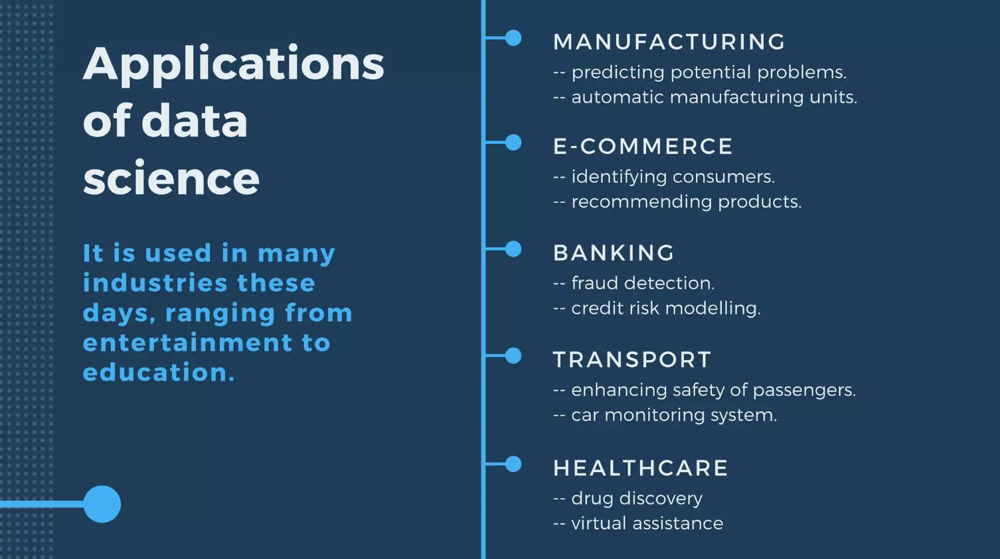 Applications
of data
science
It is used in many
industries these
days, ranging from
entertainment to
education.
MANUFACTURING
-- predicting potential problems.
-- automatic manufacturing units.
E-COMMERCE
-- identifying consumers.
-- recommending products.
BANKING
-- fraud detection.
-- credit risk modelling.
TRANSPORT
-- enhancing safety of passengers.
-- car monitoring system.
HEALTHCARE
-- drug discovery
-- virtual assistance